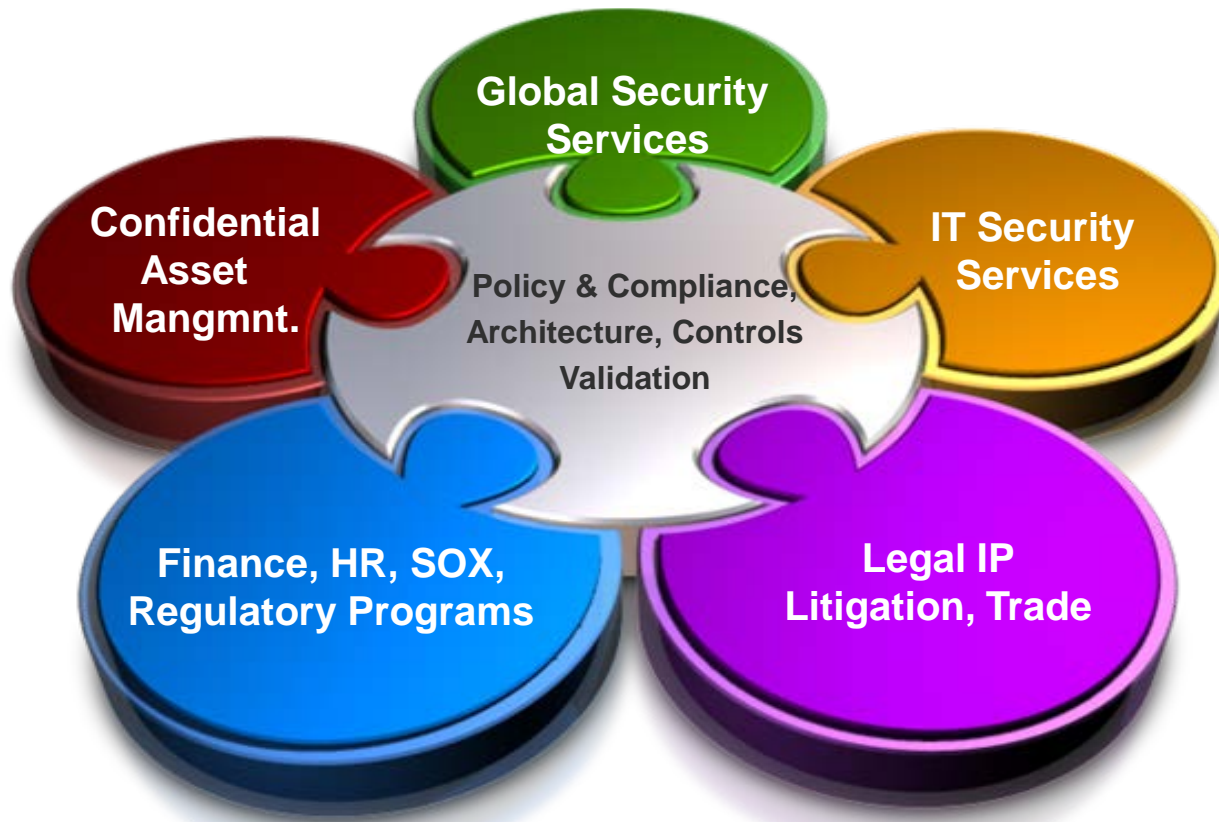 Global Security
Services
Confidential
Asset
Mangmnt.
IT Security
Services
Policy & Compliance,
Architecture, Controls
Validation
Finance, HR, SOX,
Regulatory Programs
Legal IP
Litigation, Trade